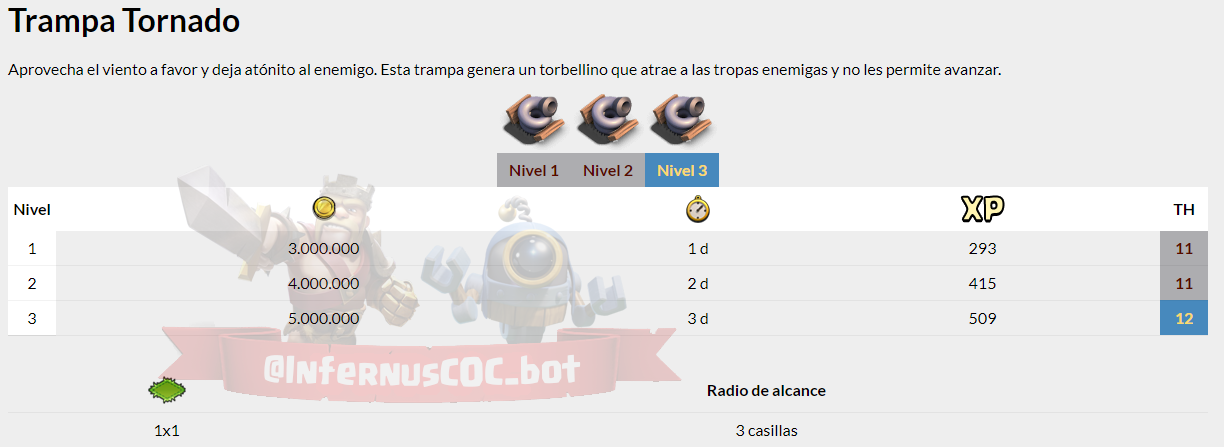 Trampa Tornado
Aprovecha el viento a favor y deja atónito al enemigo. Esta trampa genera un torbellino que atrae a las tropas enemigas y no les permite avanzar.
Nivel 1 Nivel 2 Nivel 3
Nivel XP TH
1 3.000.000 1 d 293 11
2 4.000.000 2 d 415 11
3 5.000.000 3 d 509 12
@InfernusCOC_bot
Radio de alcance
1x1 3 casillas